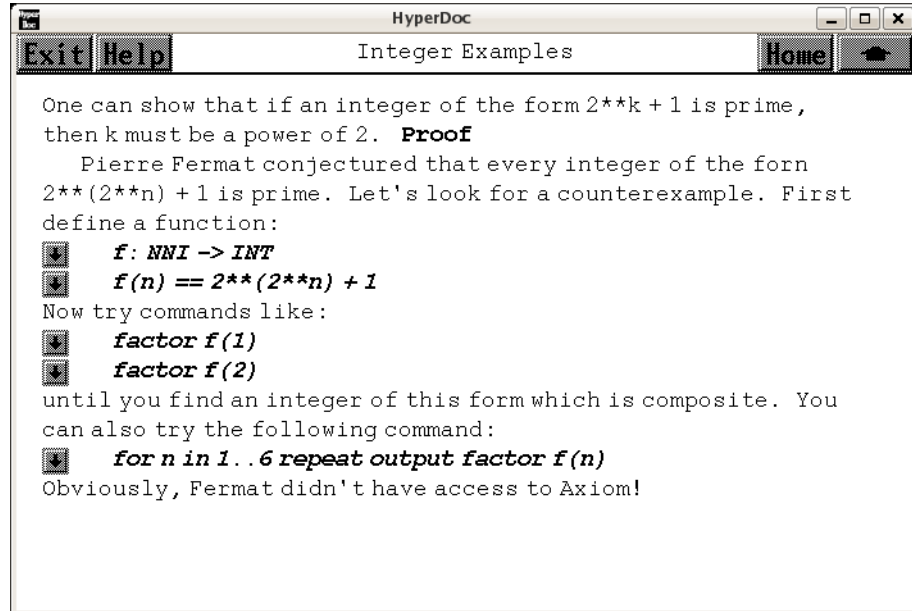 Hyper Doc
HyperDoc
Exit Help Integer Examples Home
One can show that if an integer of the form 2**k + 1 is prime,
then k must be a power of 2. Proof
Pierre Fermat conjectured that every integer of the forn
2**(2**n) + 1 is prime. Let's look for a counterexample. First
define a function:
f: NNI -> INT
f(n) == 2**(2**n) + 1
Now try commands like:
factor f(1)
factor f(2)
until you find an integer of this form which is composite. You
can also try the following command:
for n in 1..6 repeat output factor f(n)
Obviously, Fermat didn't have access to Axiom!